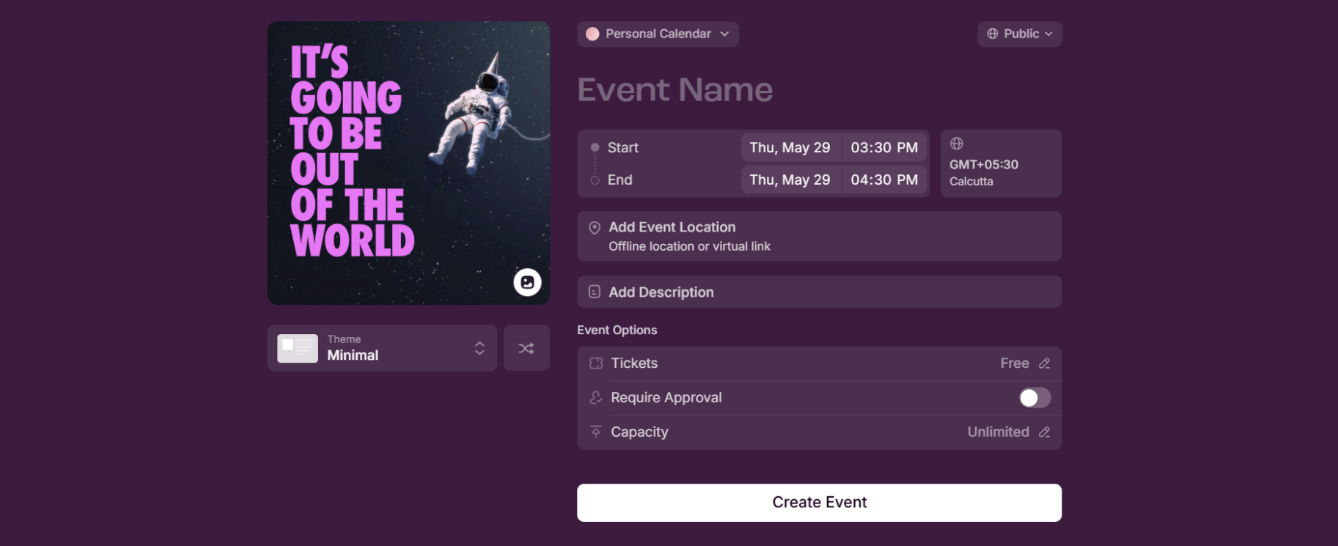 IT'S
GOING
TO BE
OUT
OF THE
WORLD
Theme
Minimal
Personal Calendar
Public
Event Name
Start
Thu, May 29
03:30 PM
End
Thu, May 29
04:30 PM
GMT+05:30
Calcutta
Add Event Location
Offline location or virtual link
Add Description
Event Options
Tickets
Free
Require Approval
Capacity
Unlimited
Create Event